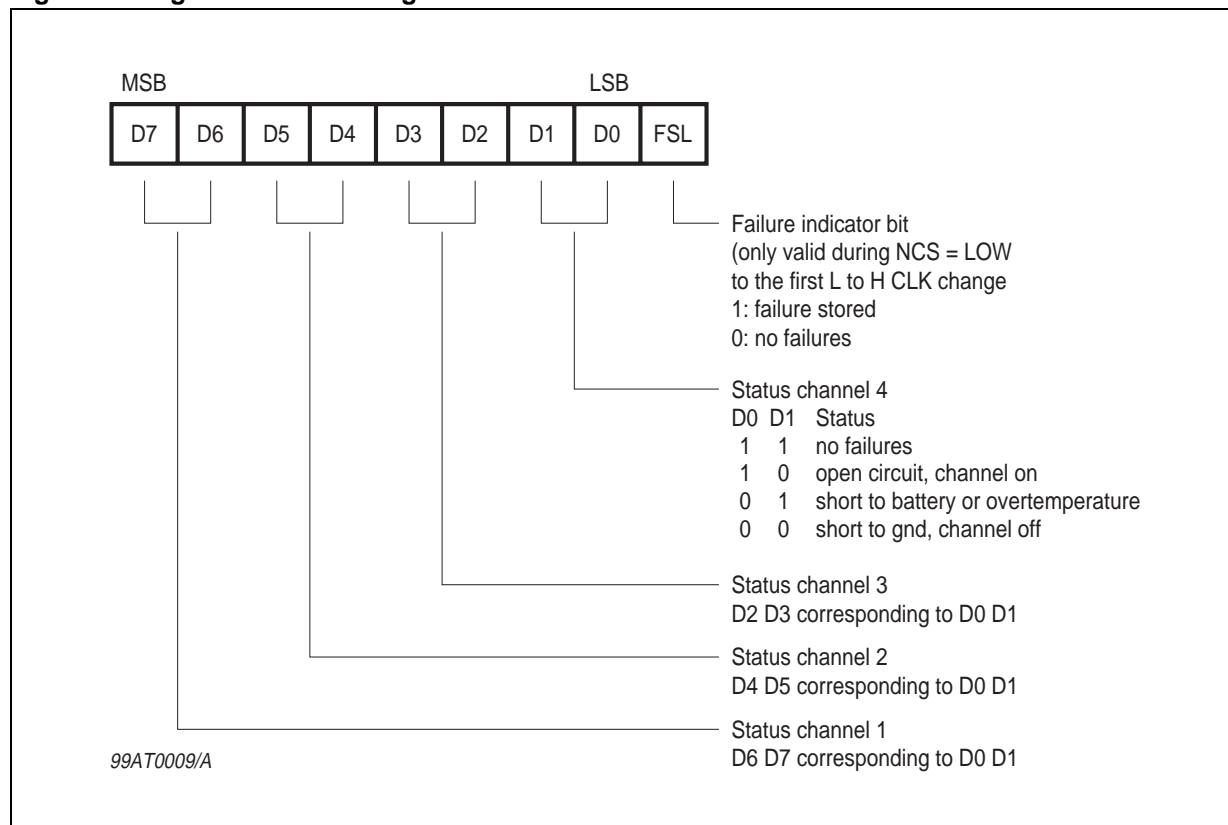 MSB LSB
D7 D6 D5 D4 D3 D2 D1 D0 FSL
Failure indicator bit
(only valid during NCS = LOW
to the first L to H CLK change
1: failure stored
0: no failures
Status channel 4
D0 D1 Status
1 1 no failures
1 0 open circuit, channel on
0 1 short to battery or overtemperature
0 0 short to gnd, channel off
Status channel 3
D2 D3 corresponding to D0 D1
Status channel 2
D4 D5 corresponding to D0 D1
Status channel 1
D6 D7 corresponding to D0 D1
99AT0009/A